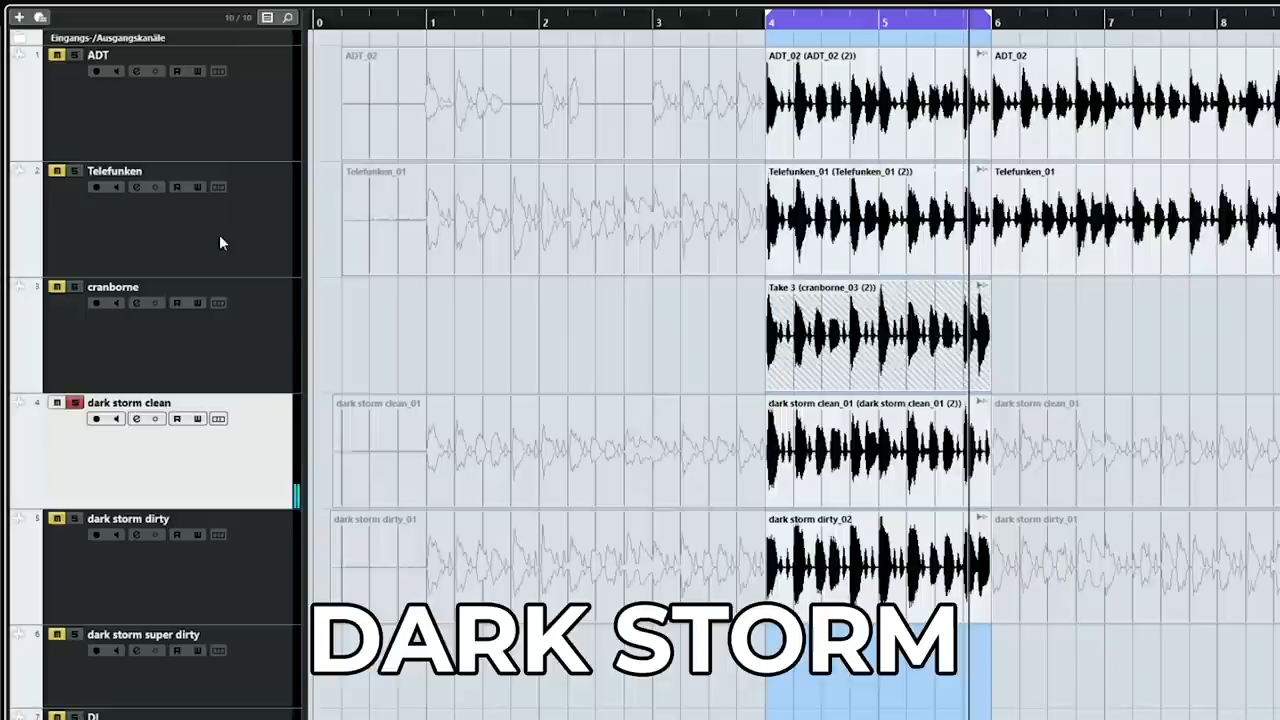 10 / 10
0 1 2 3 4 5 6 7 8
Eingangs-/Ausgangskanäle
1 ADT
m S
R W
ADT_02
ADT_02 (ADT_02 (2))
ADT_02
2 Telefunken
m S
R W
Telefunken_01
Telefunken_01 (Telefunken_01 (2))
Telefunken_01
3 cranborne
m S
R W
Take 3 (cranborne_03 (2))
4 dark storm clean
m S
R W
dark storm clean_01
dark storm clean_01 (dark storm clean_01 (2))
dark storm clean_01
5 dark storm dirty
m S
R W
dark storm dirty_01
dark storm dirty_02
dark storm dirty_01
6 dark storm super dirty
m S
R W
DARK STORM
7 DI